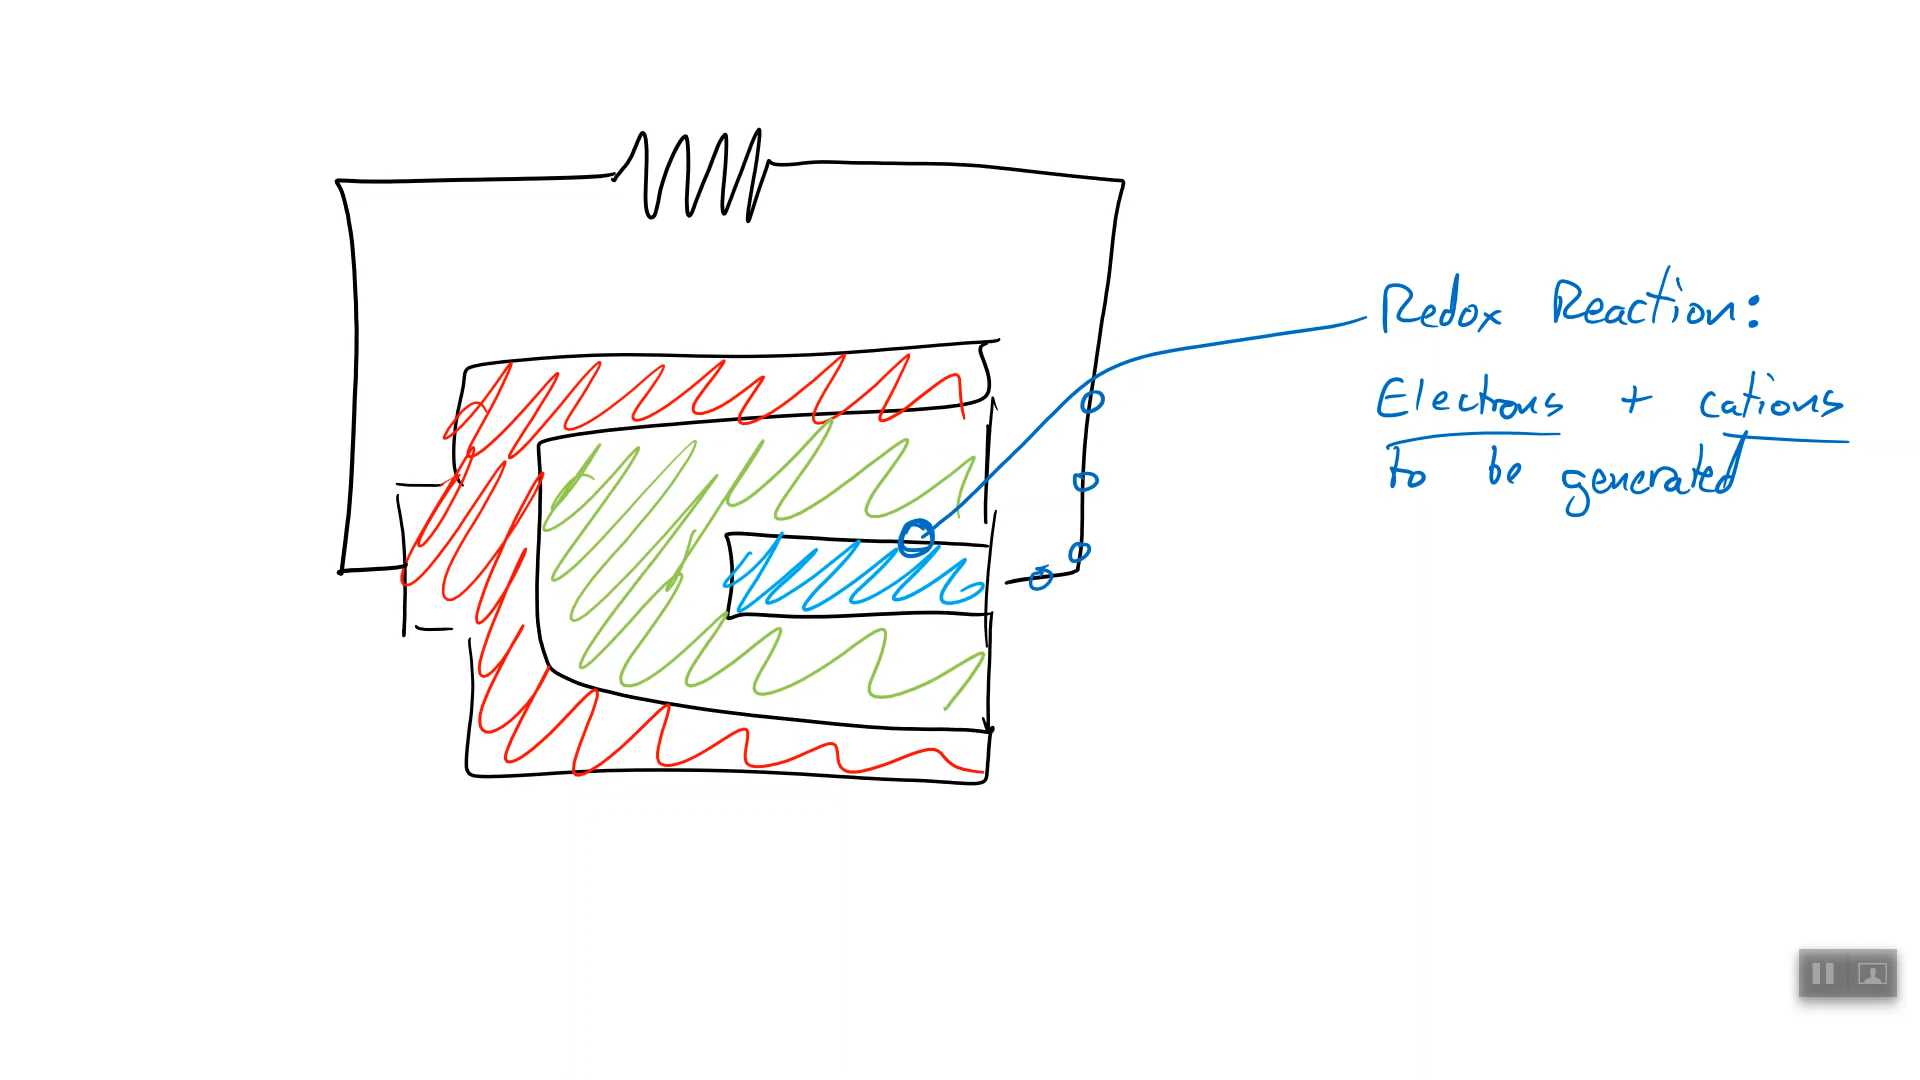 Redox Reaction:
Electrons + cations
to be generated